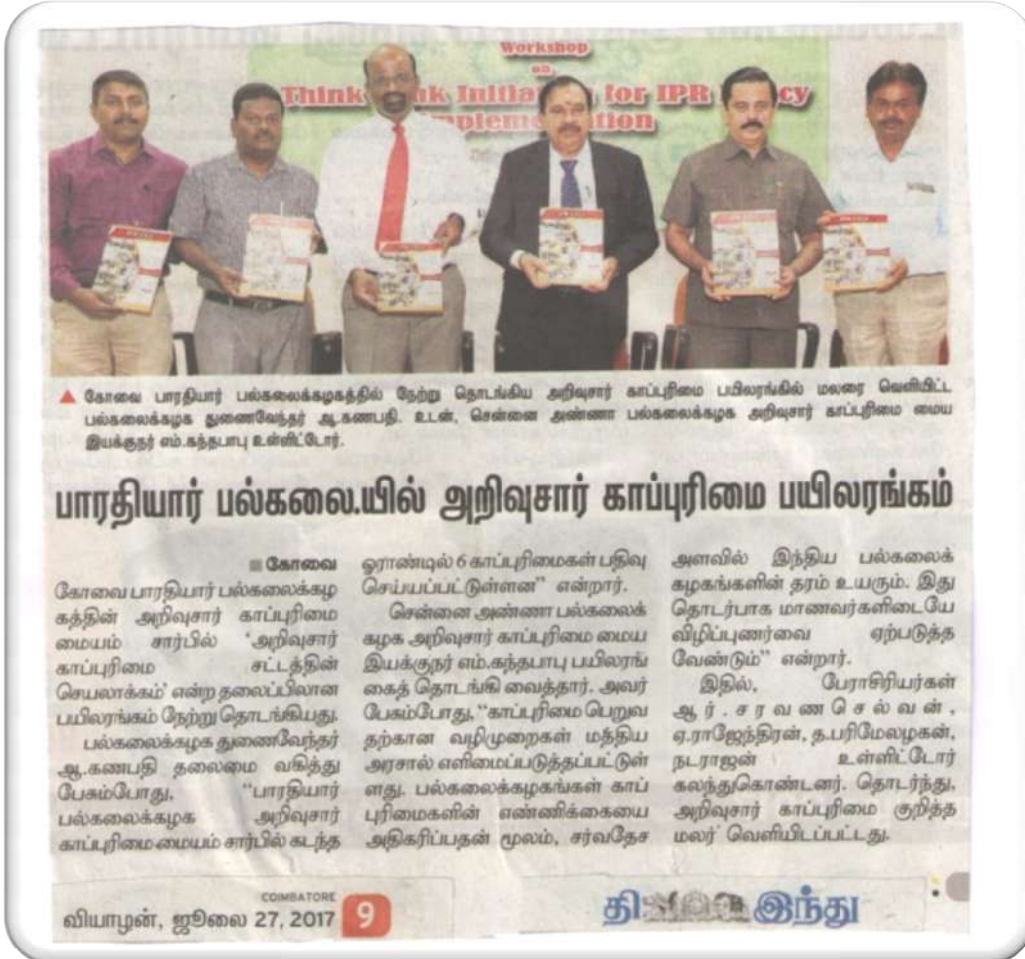 Workshop
on
Think Initia for IPR cy
mplemen ation
▲ கோவை பாரதியார் பல்கலைக்கழகத்தில் நேற்று தொடங்கிய அறிவுசார் காப்புரிமை பயிலரங்கில் மலரை வெளியிட்ட
பல்கலைக்கழக துணைவேந்தர் ஆ.கணபதி. உடன், சென்னை அண்ணா பல்கலைக்கழக அறிவுசார் காப்புரிமை மைய
இயக்குநர் எம்.கந்தபாபு உள்ளிட்டோர்.
பாரதியார் பல்கலை.யில் அறிவுசார் காப்புரிமை பயிலரங்கம்
■ கோவை
கோவை பாரதியார் பல்கலைக்கழ
கத்தின் அறிவுசார் காப்புரிமை
மையம் சார்பில் 'அறிவுசார்
காப்புரிமை சட்டத்தின்
செயலாக்கம்' என்ற தலைப்பிலான
பயிலரங்கம் நேற்று தொடங்கியது.
பல்கலைக்கழக துணைவேந்தர்
ஆ.கணபதி தலைமை வகித்து
பேசும்போது, "பாரதியார்
பல்கலைக்கழக அறிவுசார்
காப்புரிமை மையம் சார்பில் கடந்த
ஓராண்டில் 6 காப்புரிமைகள் பதிவு
செய்யப்பட்டுள்ளன" என்றார்.
சென்னை அண்ணா பல்கலைக்
கழக அறிவுசார் காப்புரிமை மைய
இயக்குநர் எம்.கந்தபாபு பயிலரங்
கைத் தொடங்கி வைத்தார். அவர்
பேசும்போது, "காப்புரிமை பெறுவ
தற்கான வழிமுறைகள் மத்திய
அரசால் எளிமைப்படுத்தப்பட்டுள்
ளது. பல்கலைக்கழகங்கள் காப்
புரிமைகளின் எண்ணிக்கையை
அதிகரிப்பதன் மூலம், சர்வதேச
அளவில் இந்திய பல்கலைக்
கழகங்களின் தரம் உயரும். இது
தொடர்பாக மாணவர்களிடையே
விழிப்புணர்வை ஏற்படுத்த
வேண்டும்" என்றார்.
இதில், பேராசிரியர்கள்
ஆர்.சரவணசெல்வன்,
ஏ.ராஜேந்திரன், த.பரிமேலழகன்,
நடராஜன் உள்ளிட்டோர்
கலந்துகொண்டனர். தொடர்ந்து,
அறிவுசார் காப்புரிமை குறித்த
மலர் வெளியிடப்பட்டது.
COIMBATORE
வியாழன், ஜூலை 27, 2017 9
தி இந்து